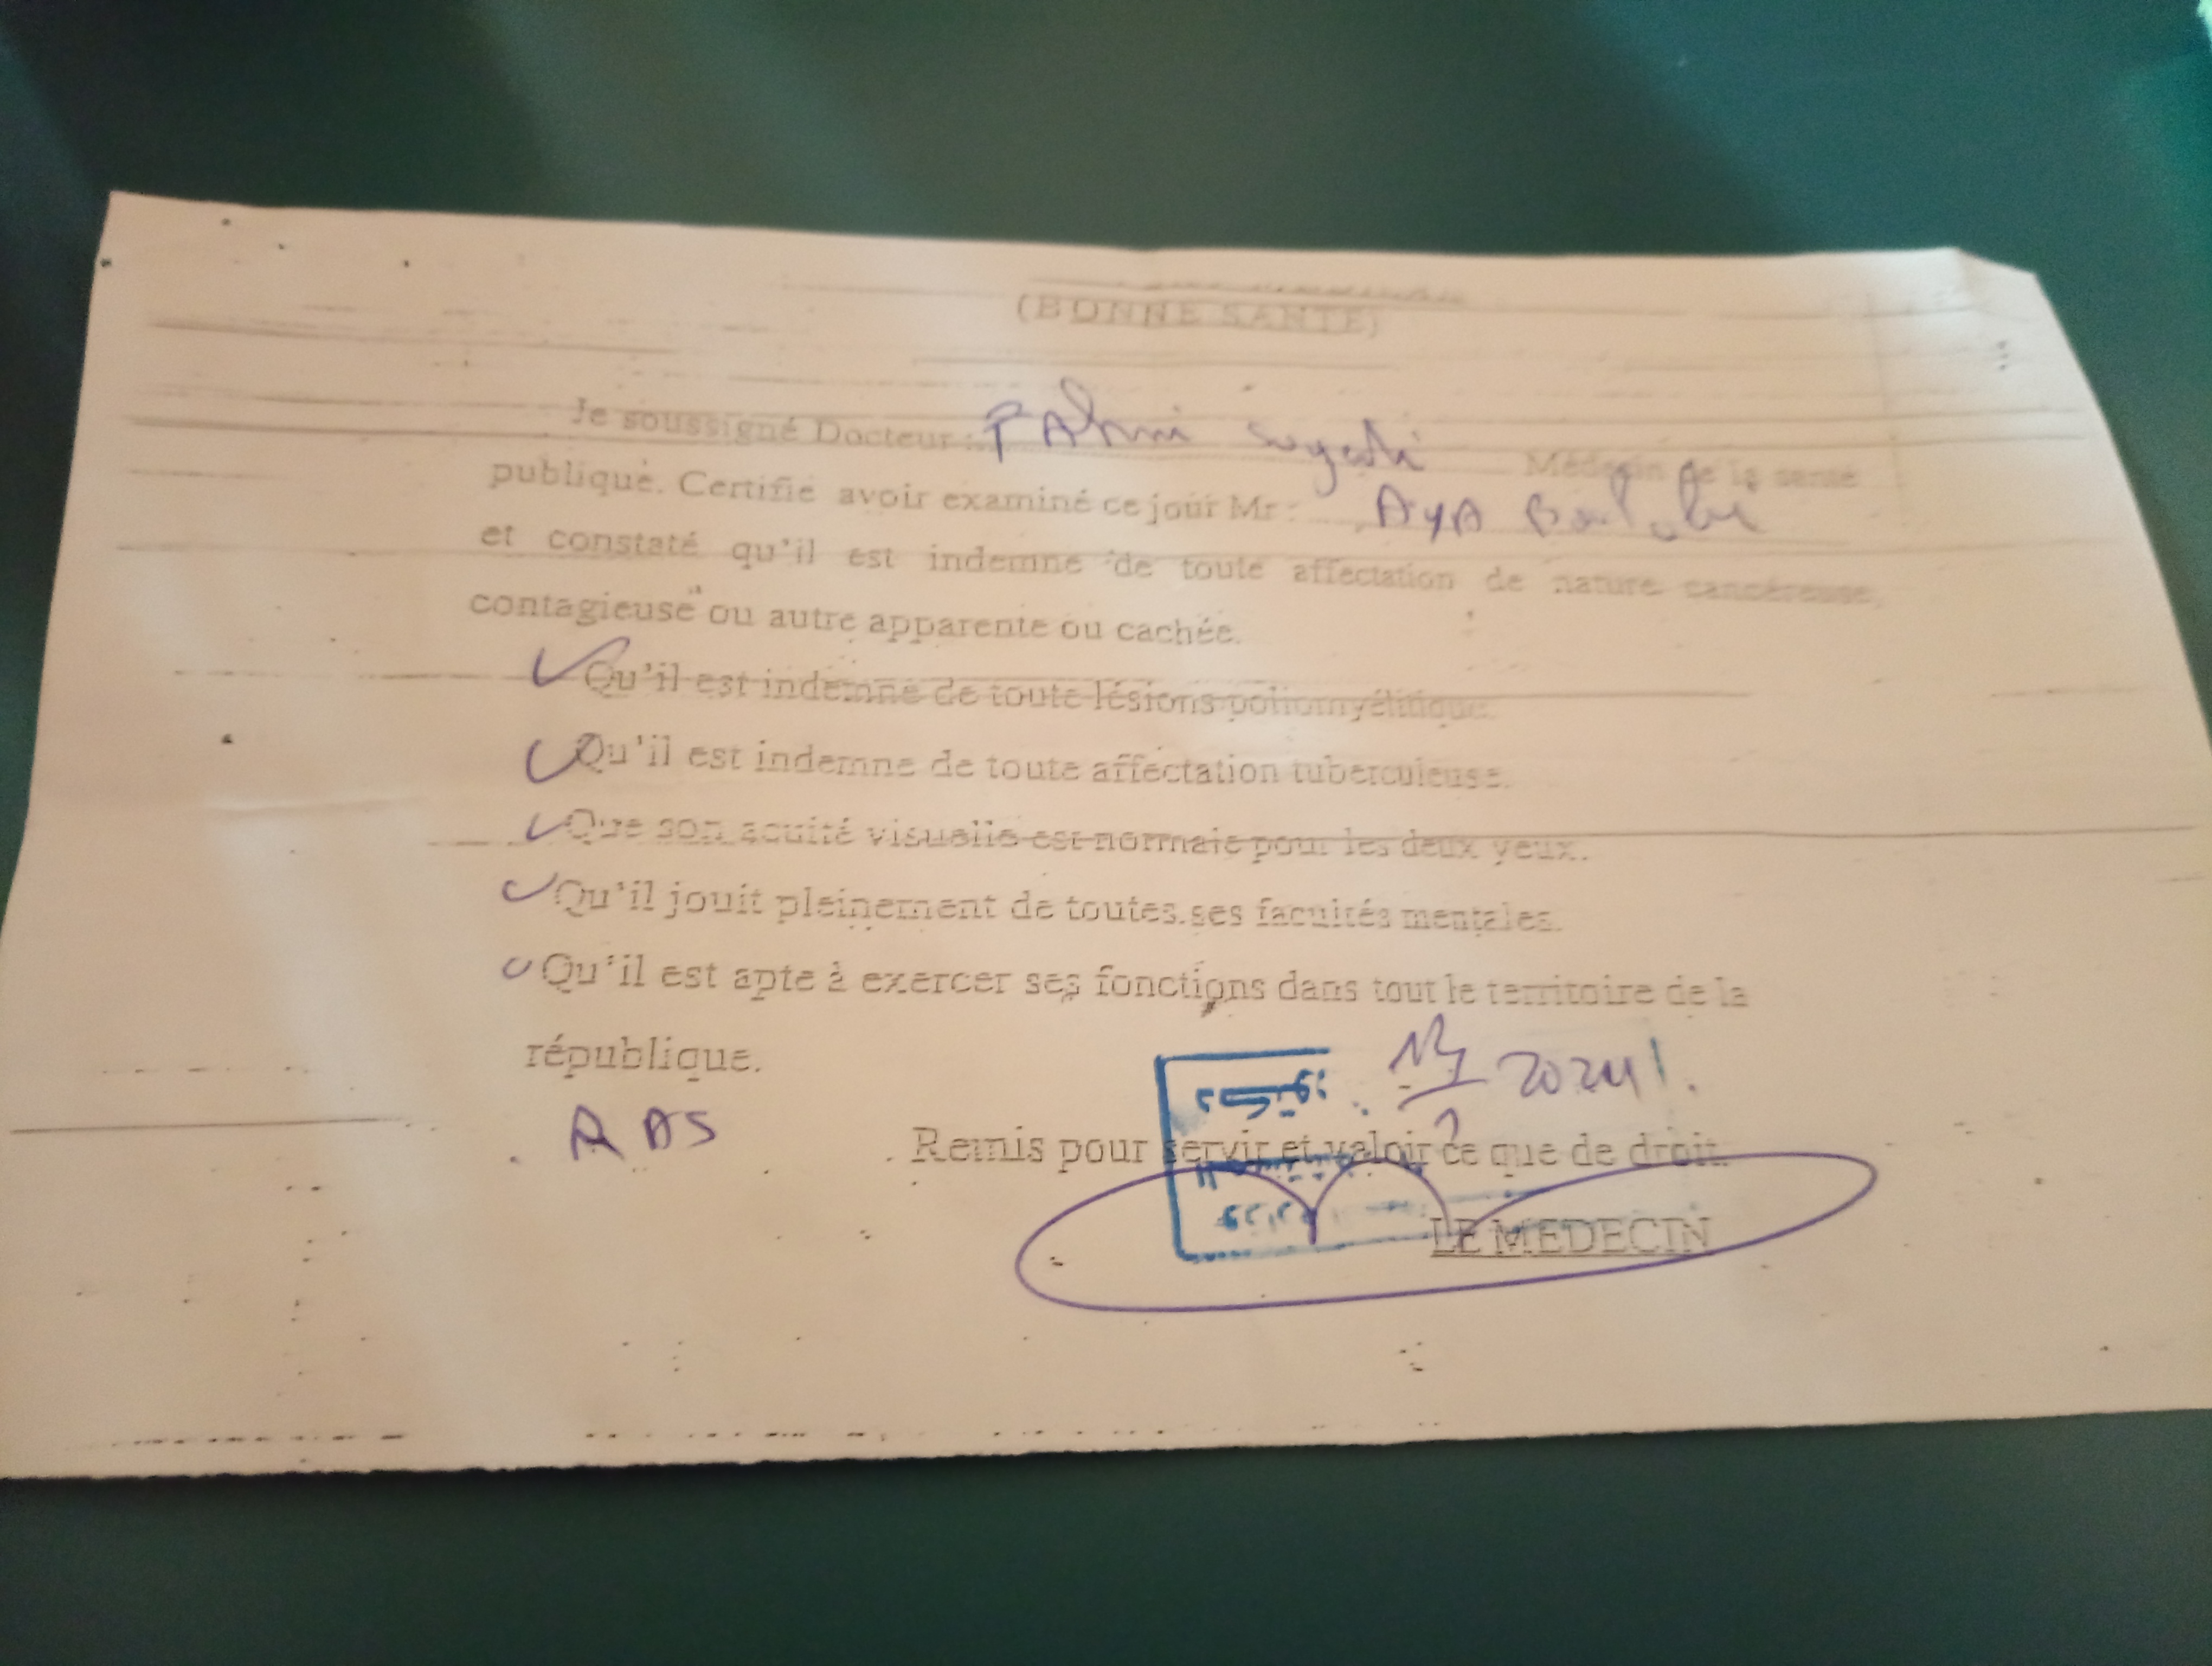 (BONNE SANTE)
Je soussigné Docteur : FAhmi Médecin de la santé
publique. Certifie avoir examiné ce jour Mr : AYA
et constaté qu'il est indemne de toute affectation de nature cancéreuse,
contagieuse ou autre apparente ou cachée.
Qu'il est indemne de toute lésions poliomyélitique.
Qu'il est indemne de toute affectation tuberculeuse.
Que son acuité visuelle est normale pour les deux yeux.
Qu'il jouit pleinement de toutes ses facultés mentales.
Qu'il est apte à exercer ses fonctions dans tout le territoire de la
république.
2024
RAS
Remis pour servir et valoir ce que de droit.
LE MEDECIN